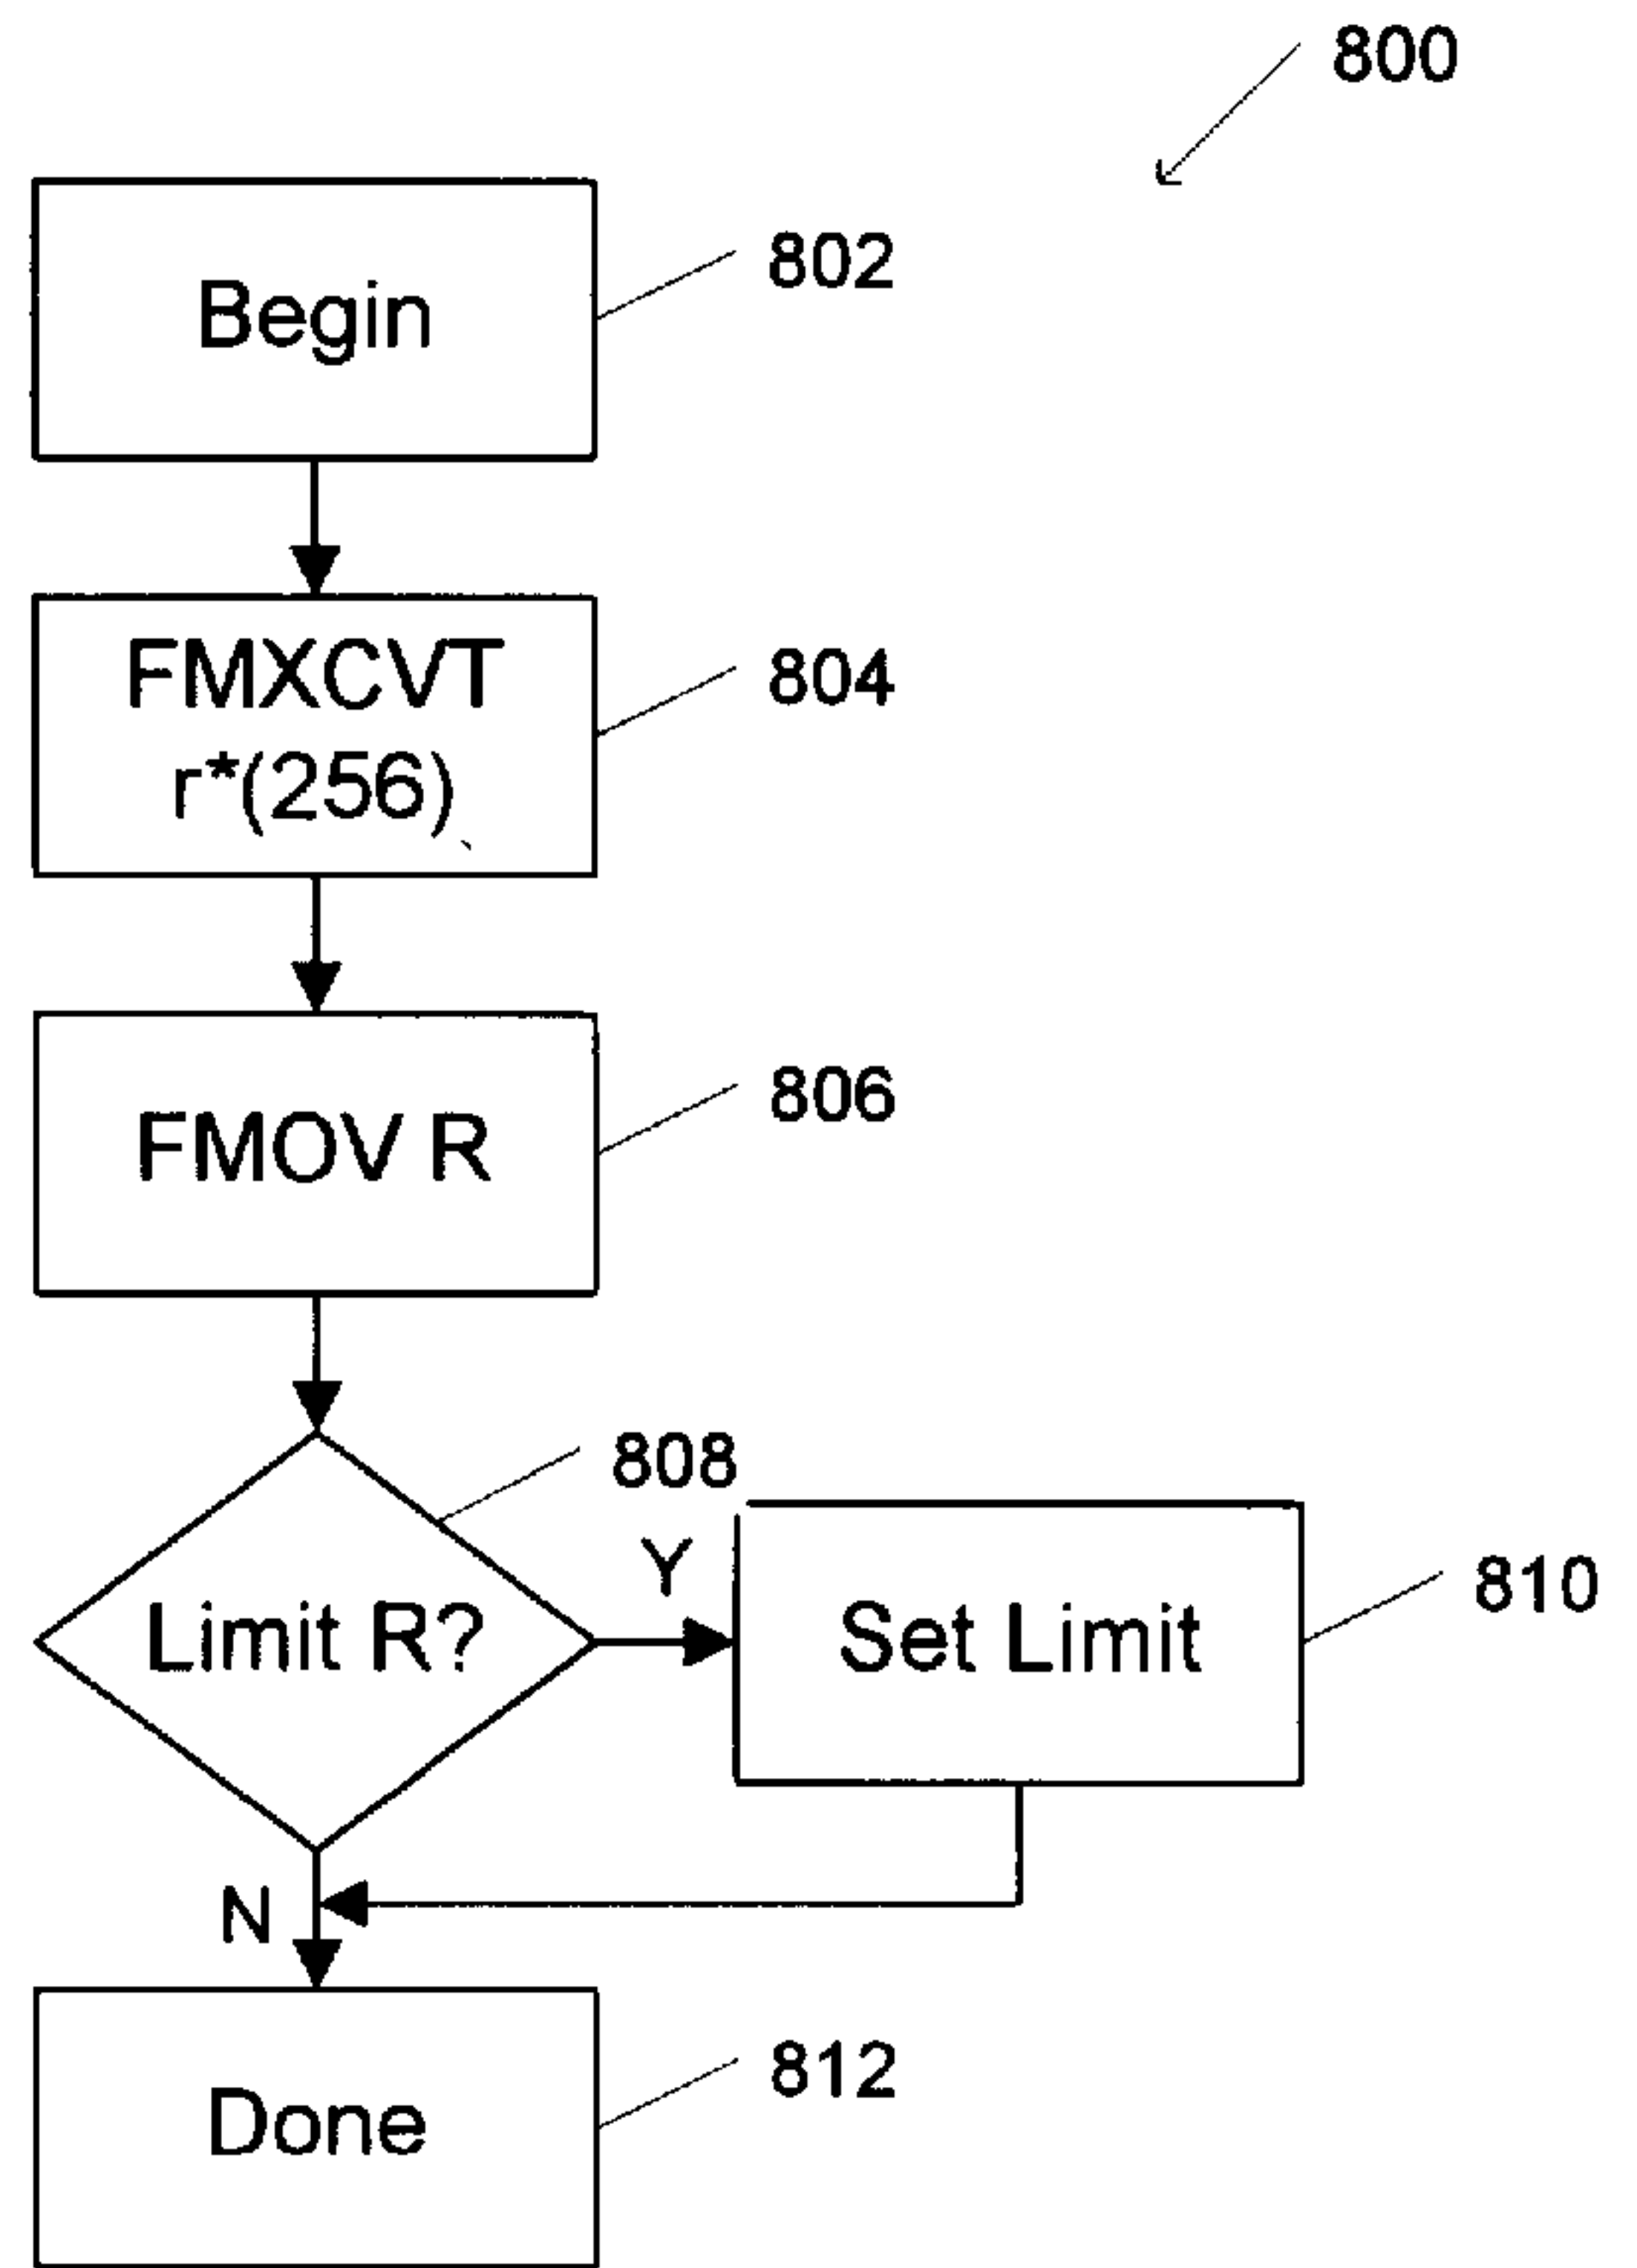 800
Begin
802
FMXCVT
r*(256)
804
FMOV R
806
808
Limit R?
Y
Set Limit
810
N
Done
812